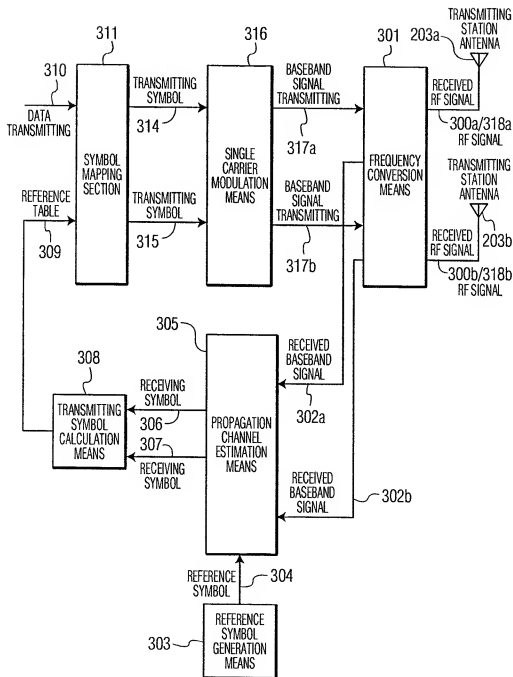 311
316
301
203a
TRANSMITTING
STATION
ANTENNA
310
DATA
TRANSMITTING
SYMBOL
MAPPING
SECTION
TRANSMITTING
SYMBOL
314
SINGLE
CARRIER
MODULATION
MEANS
BASEBAND
SIGNAL
TRANSMITTING
317a
FREQUENCY
CONVERSION
MEANS
RECEIVED
RF SIGNAL
300a/318a
RF SIGNAL
REFERENCE
TABLE
309
TRANSMITTING
SYMBOL
315
BASEBAND
SIGNAL
TRANSMITTING
317b
TRANSMITTING
STATION
ANTENNA
203b
RECEIVED
RF SIGNAL
300b/318b
RF SIGNAL
305
308
TRANSMITTING
SYMBOL
CALCULATION
MEANS
RECEIVING
SYMBOL
306
307
RECEIVING
SYMBOL
PROPAGATION
CHANNEL
ESTIMATION
MEANS
RECEIVED
BASEBAND
SIGNAL
302a
RECEIVED
BASEBAND
SIGNAL
302b
REFERENCE
SYMBOL
304
303
REFERENCE
SYMBOL
GENERATION
MEANS